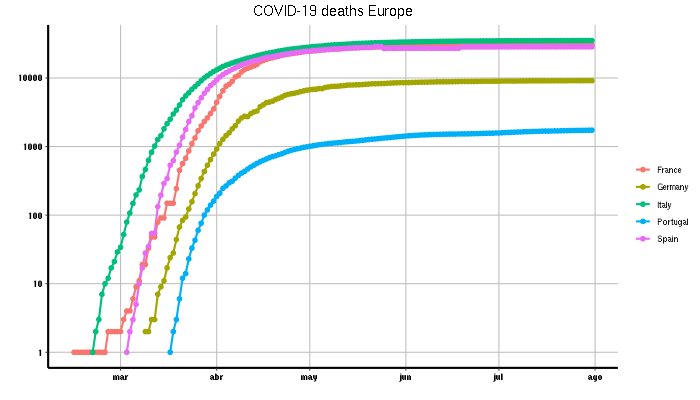 COVID-19 deaths Europe
10000
1000
100
10
1
mar abr may jun jul ago
France
Germany
Italy
Portugal
Spain